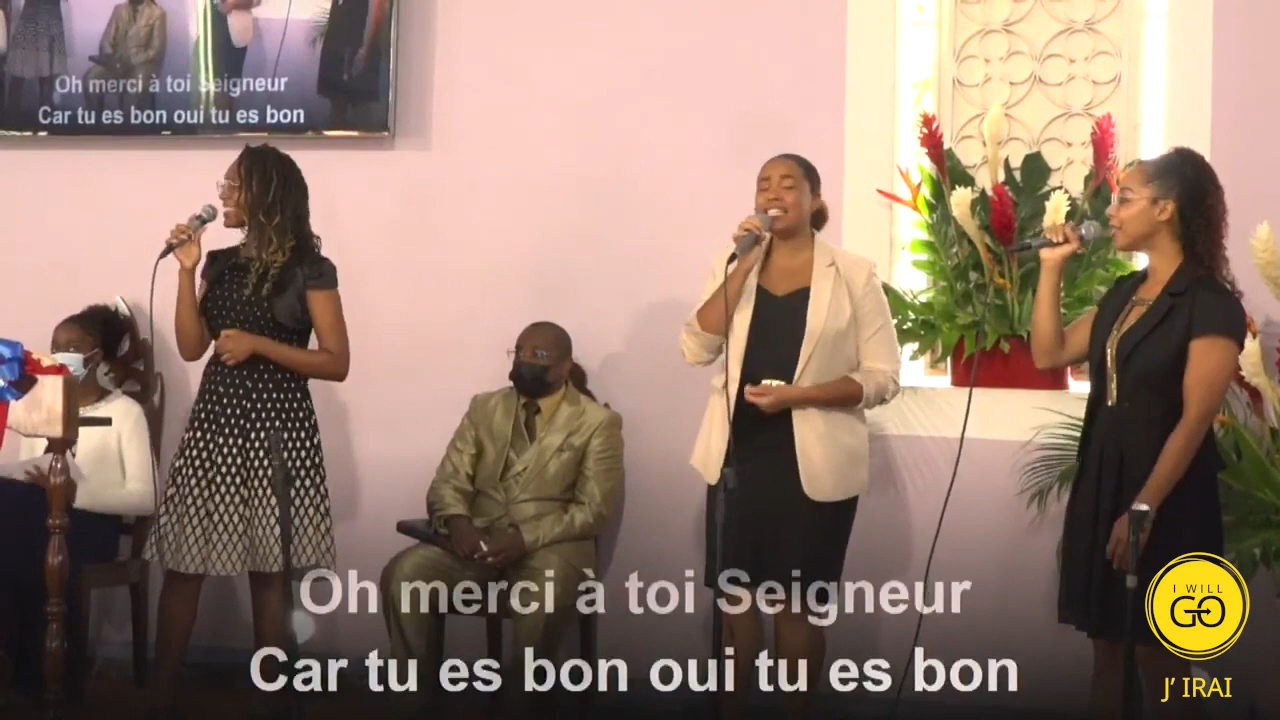 Oh merci à toi Seigneur
Car tu es bon oui tu es bon
Oh merci à toi Seigneur
Car tu es bon oui tu es bon
I WILL
GO
J' IRAI